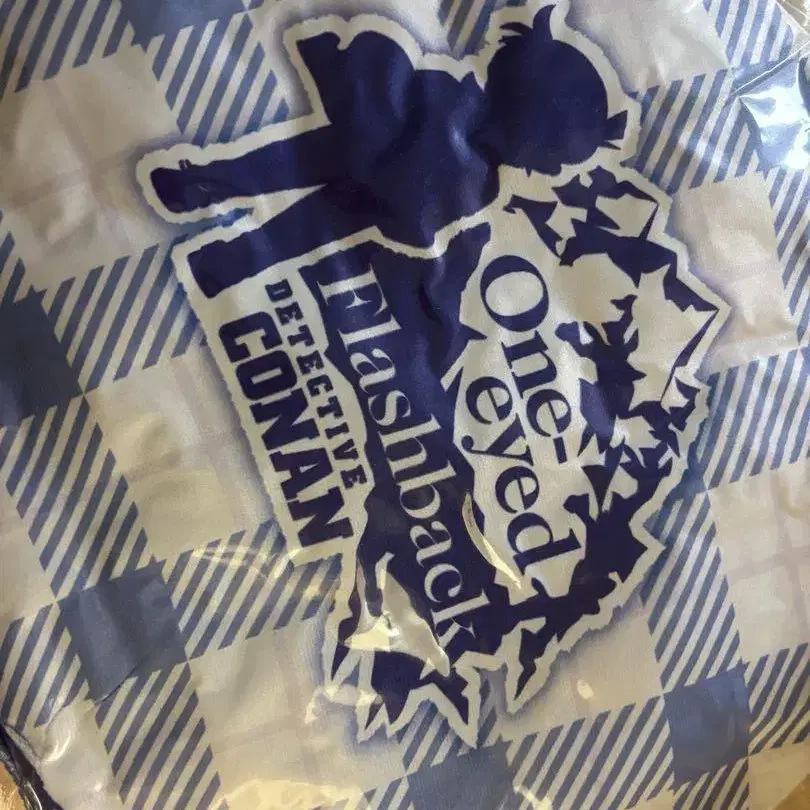 One-
eyed
Flashback
DETECTIVE
CONAN